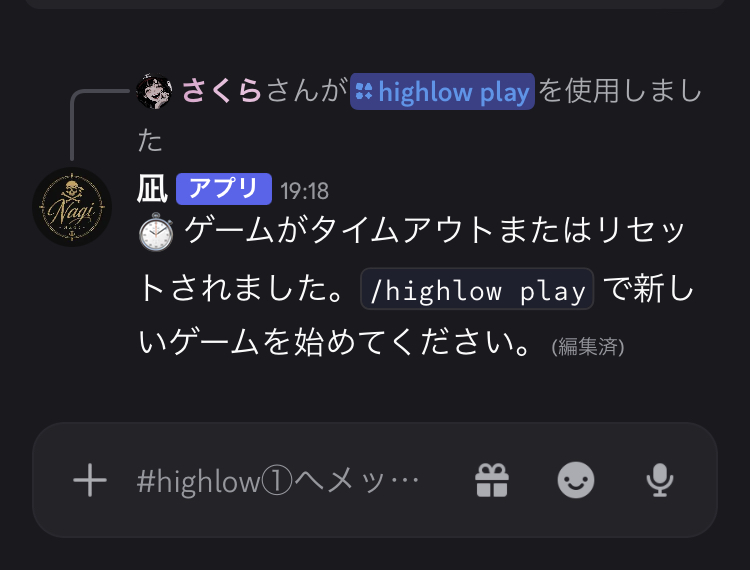 さくらさんが highlow play を使用しまし
た
凪 アプリ 19:18
Nagi
⏱️ ゲームがタイムアウトまたはリセッ
トされました。 /highlow play で新し
いゲームを始めてください。 (編集済)
#highlow①へメッ…